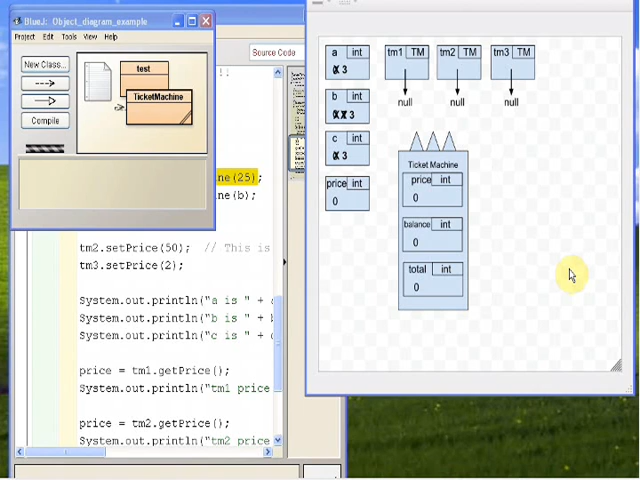 BlueJ: Object_diagram_example
Project Edit Tools View Help
New Class...
Compile
test
TicketMachine
Source Code
!!
ine(25);
ine(b);
tm2.setPrice(50); // This is
tm3.setPrice(2);
System.out.println("a is " +
System.out.println("b is " + b
System.out.println("c is " + c
price = tm1.getPrice();
System.out.println("tm1 price
price = tm2.getPrice();
System.out.println("tm2 price
a int
3
b int
3
c int
3
price int
0
tm1 TM
null
tm2 TM
null
tm3 TM
null
Ticket Machine
price int
0
balance int
0
total int
0